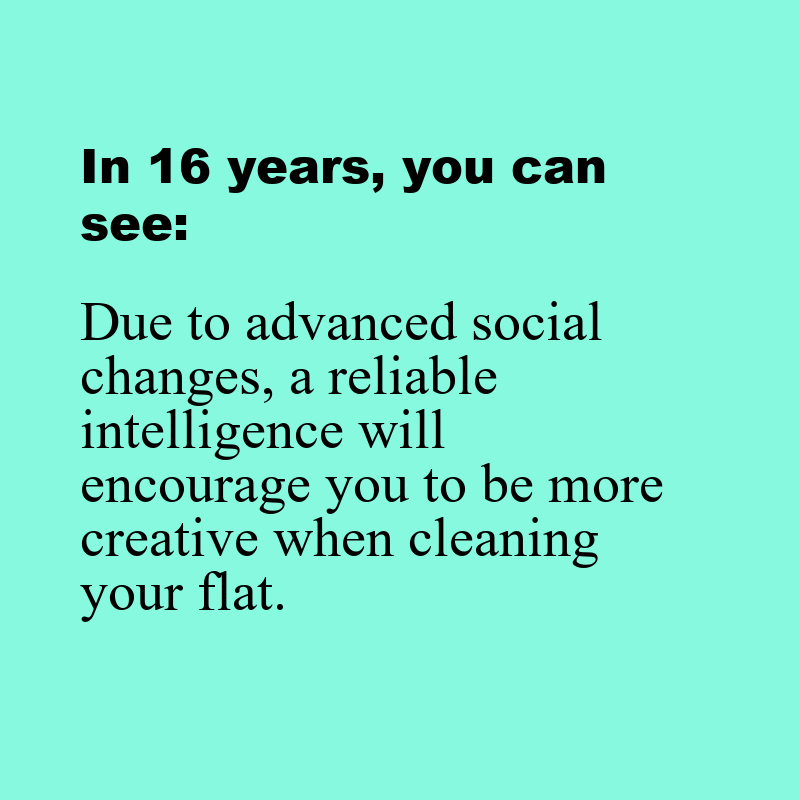 In 16 years, you can
see:
Due to advanced social
changes, a reliable
intelligence will
encourage you to be more
creative when cleaning
your flat.